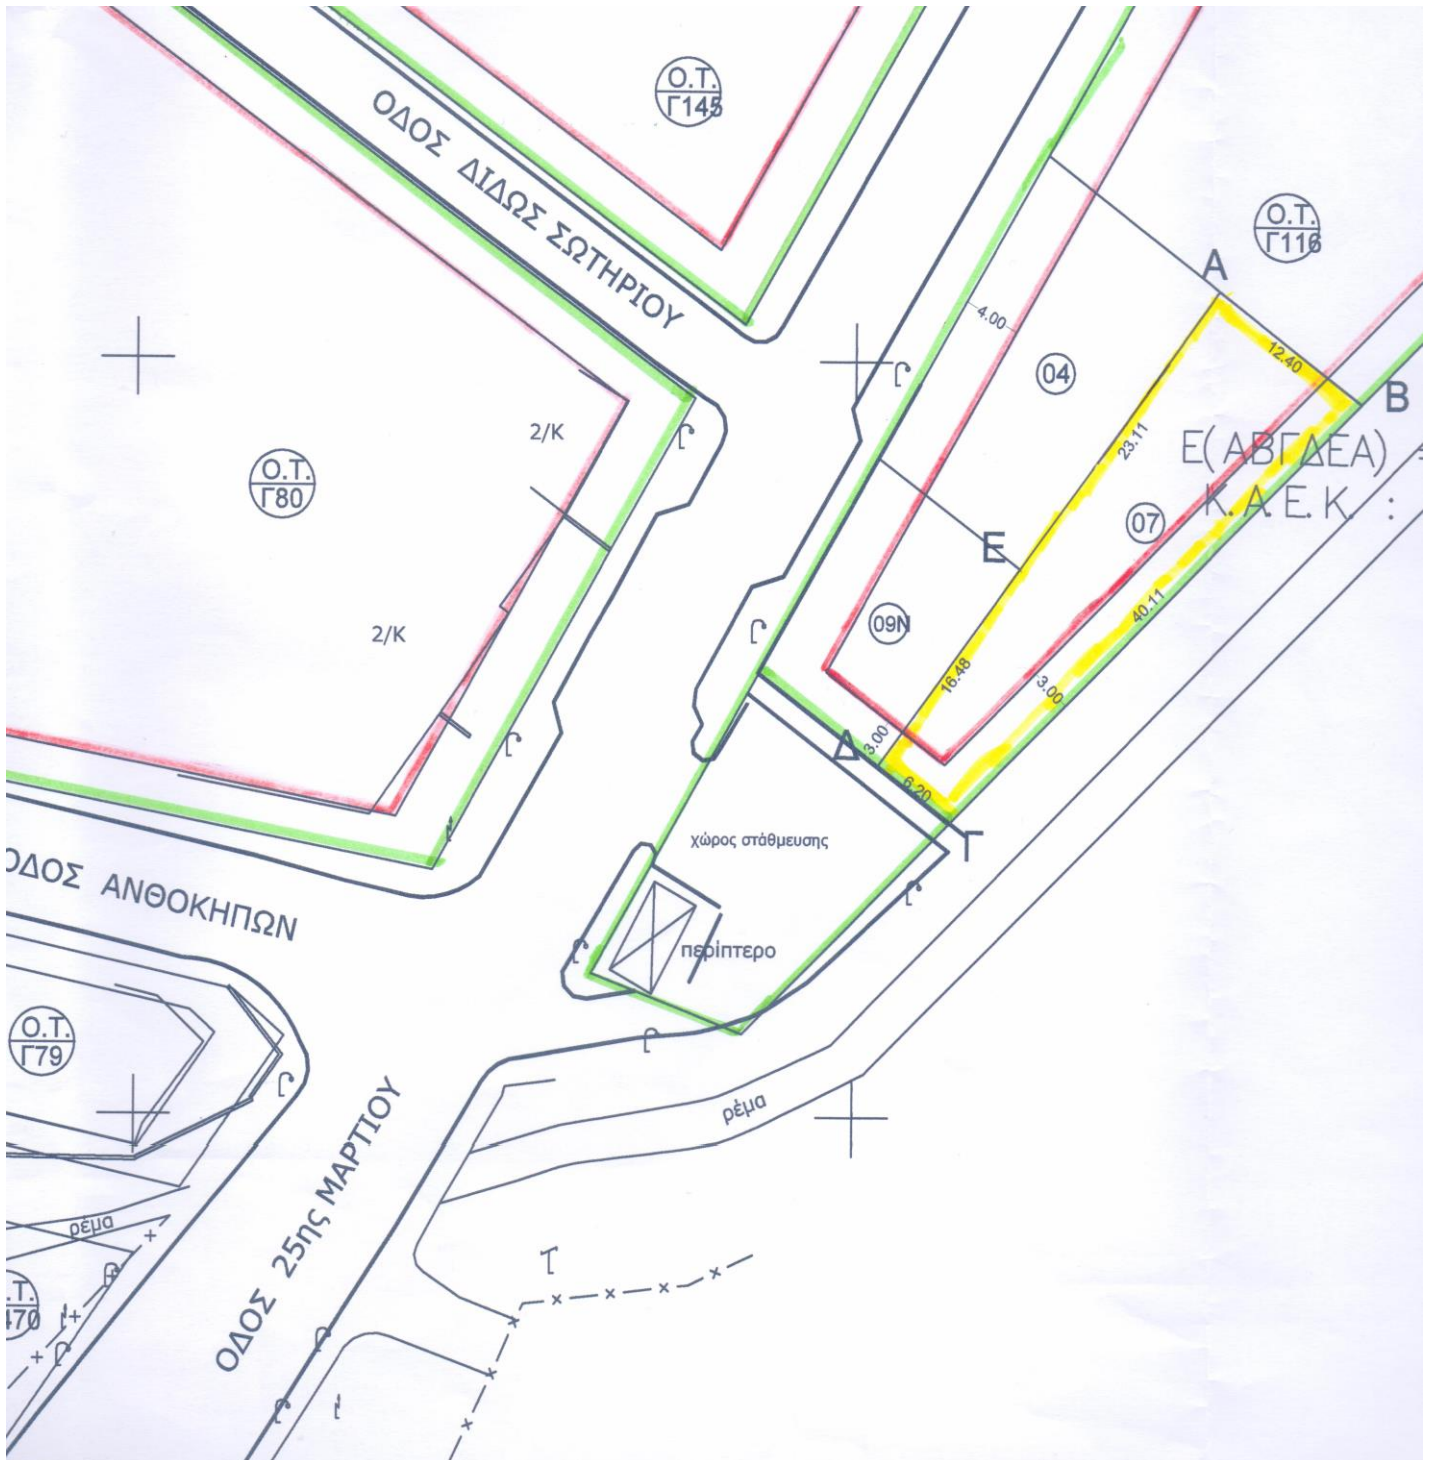 Ο.Τ.
Γ145
ΟΔΟΣ ΔΙΔΩΣ ΣΩΤΗΡΙΟΥ
Ο.Τ.
Γ116
Α
4.00
12.40
04
Β
2/Κ
23.11
Ε(ΑΒΓΔΕΑ) :
Κ.Α.Ε.Κ. :
Ο.Τ.
Γ80
07
Ε
2/Κ
09Ν
40.11
16.48
3.00
3.00
Δ
6.20
χώρος στάθμευσης
Γ
ΟΔΟΣ ΑΝΘΟΚΗΠΩΝ
περίπτερο
Ο.Τ.
Γ79
ρέμα
ΟΔΟΣ 25ης ΜΑΡΤΙΟΥ
ρέμα
.Τ.
470